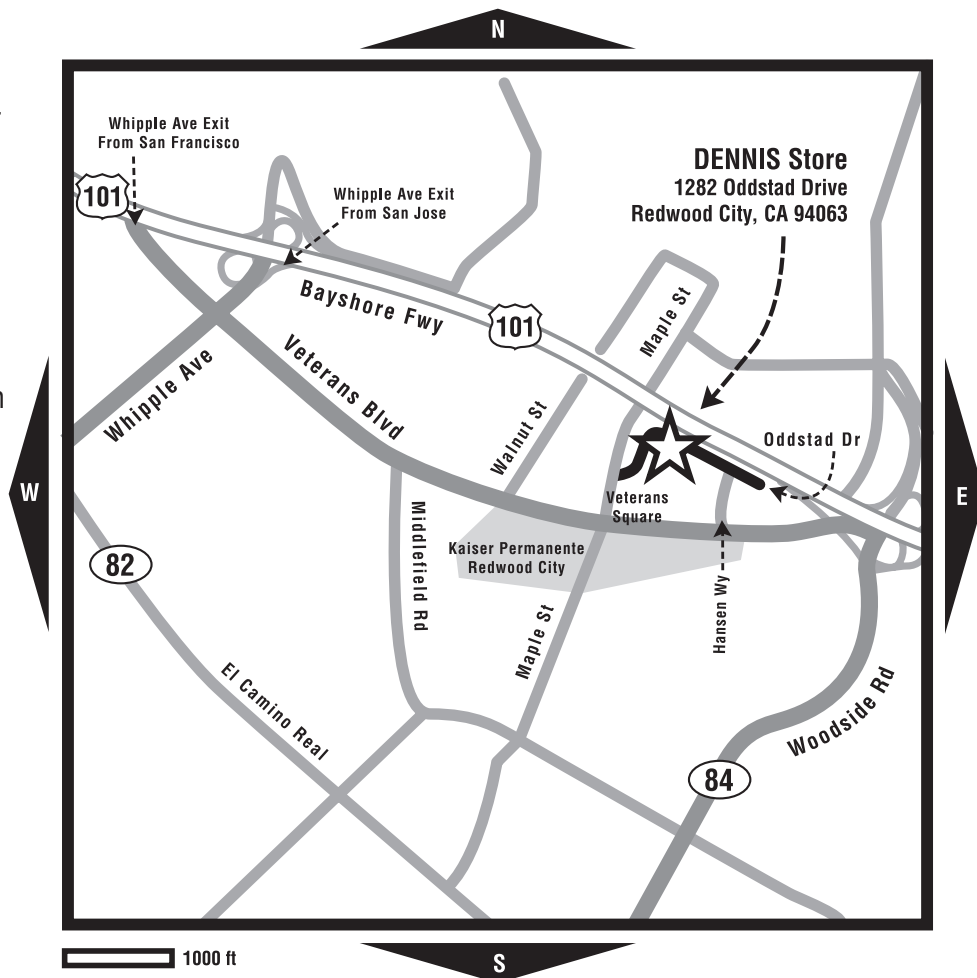 N
Whipple Ave Exit
From San Francisco
101
Whipple Ave Exit
From San Jose
DENNIS Store
1282 Oddstad Drive
Redwood City, CA 94063
Bayshore Fwy
101
Maple St
Whipple Ave
Veterans Blvd
Walnut St
Oddstad Dr
W
E
Veterans
Square
Middlefield Rd
Kaiser Permanente
Redwood City
82
Hansen Wy
Maple St
El Camino Real
Woodside Rd
84
1000 ft
S